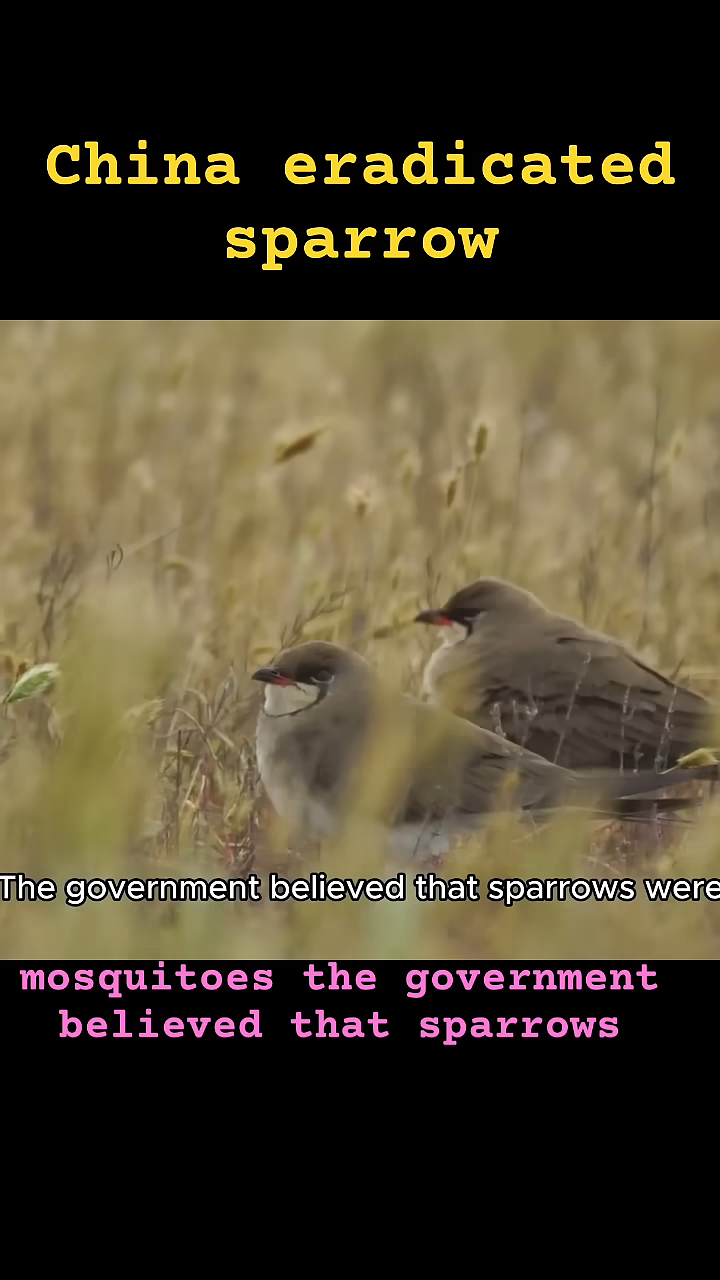 China eradicated
sparrow
The government believed that sparrows were
mosquitoes the government
believed that sparrows